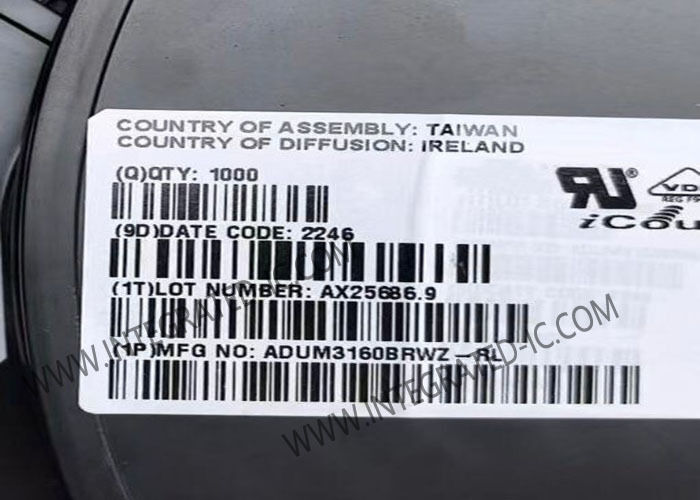 COUNTRY OF ASSEMBLY: TAIWAN
COUNTRY OF DIFFUSION: IRELAND
(Q)QTY: 1000
(9D)DATE CODE: 2246
(1T)LOT NUMBER: AX25686.9
(1P)MFG NO: ADUM3160BRWZ-RL
WWW.INTEGRATED-IC.COM
WWW.INTEGRATED-IC.COM